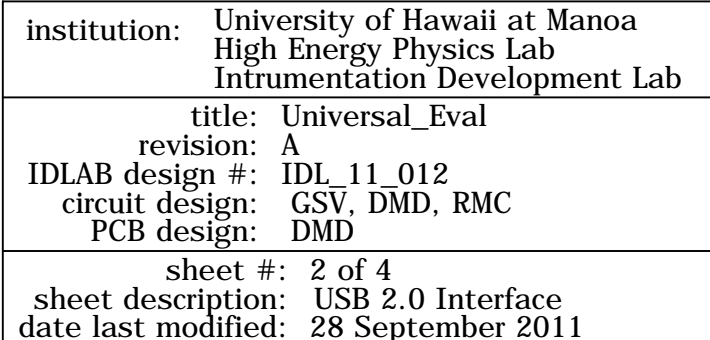 institution: University of Hawaii at Manoa
High Energy Physics Lab
Intrumentation Development Lab
title: Universal_Eval
revision: A
IDLAB design #: IDL_11_012
circuit design: GSV, DMD, RMC
PCB design: DMD
sheet #: 2 of 4
sheet description: USB 2.0 Interface
date last modified: 28 September 2011